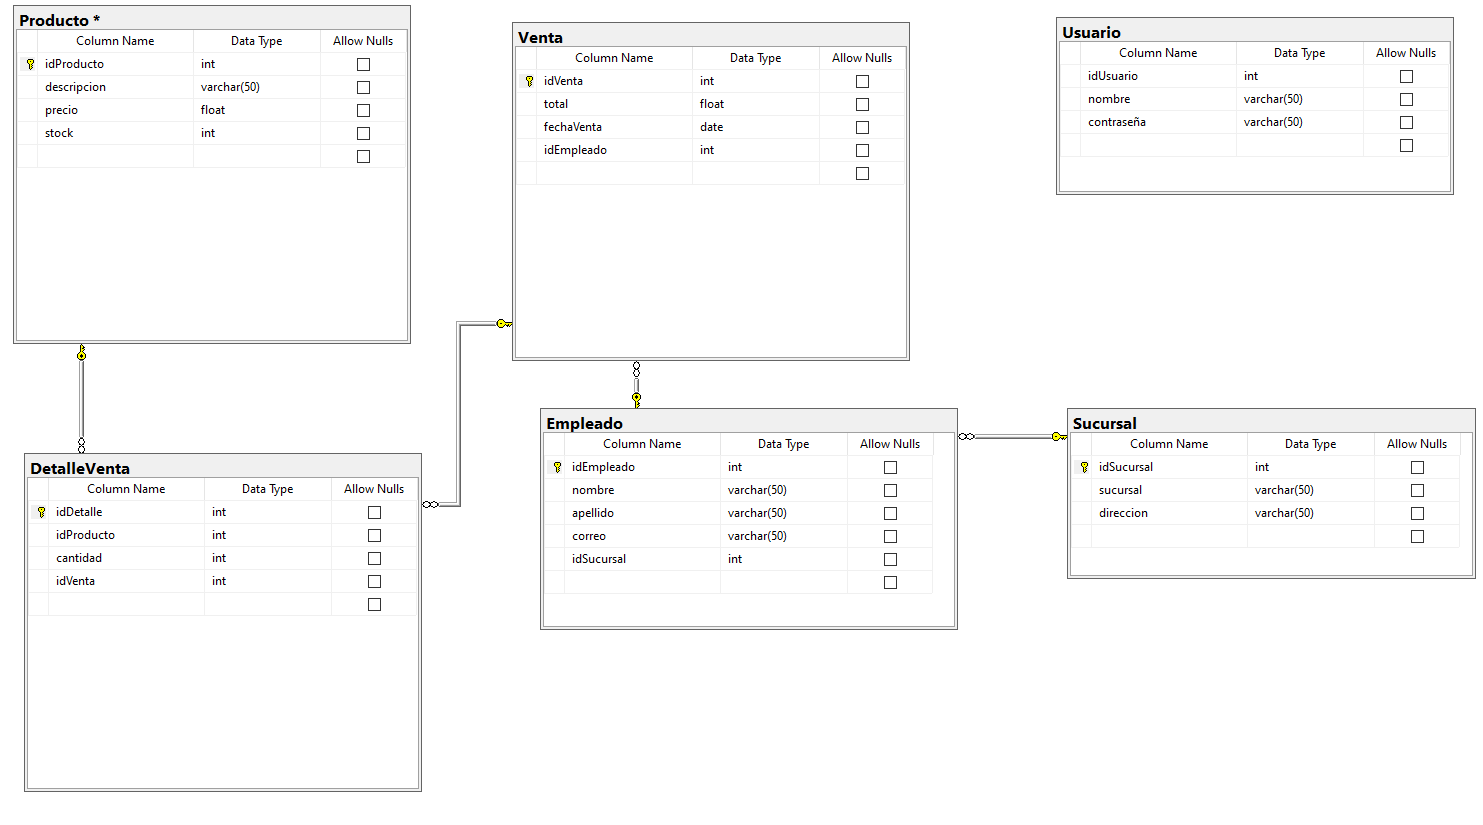 Producto *
Column Name Data Type Allow Nulls
idProducto int
descripcion varchar(50)
precio float
stock int
Venta
Column Name Data Type Allow Nulls
idVenta int
total float
fechaVenta date
idEmpleado int
Usuario
Column Name Data Type Allow Nulls
idUsuario int
nombre varchar(50)
contraseña varchar(50)
DetalleVenta
Column Name Data Type Allow Nulls
idDetalle int
idProducto int
cantidad int
idVenta int
Empleado
Column Name Data Type Allow Nulls
idEmpleado int
nombre varchar(50)
apellido varchar(50)
correo varchar(50)
idSucursal int
Sucursal
Column Name Data Type Allow Nulls
idSucursal int
sucursal varchar(50)
direccion varchar(50)